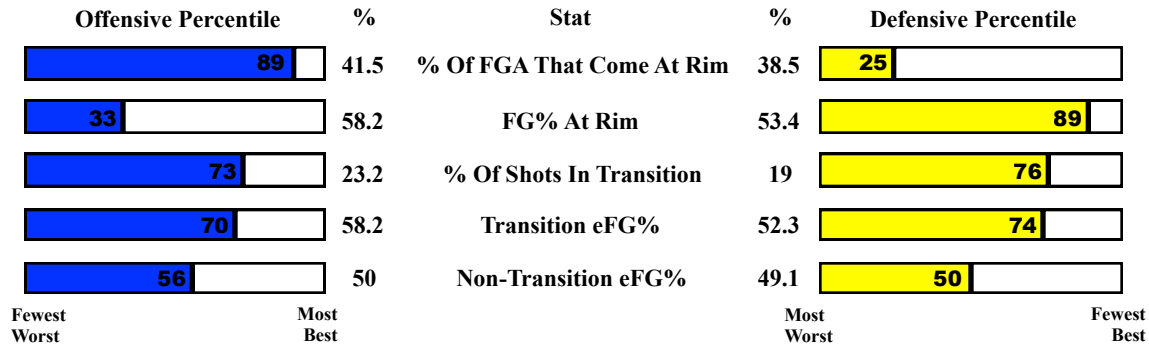 Offensive Percentile % Stat % Defensive Percentile
89 41.5 % Of FGA That Come At Rim 38.5 25
33 58.2 FG% At Rim 53.4 89
73 23.2 % Of Shots In Transition 19 76
70 58.2 Transition eFG% 52.3 74
56 50 Non-Transition eFG% 49.1 50
Fewest Most Most Fewest
Worst Best Worst Best